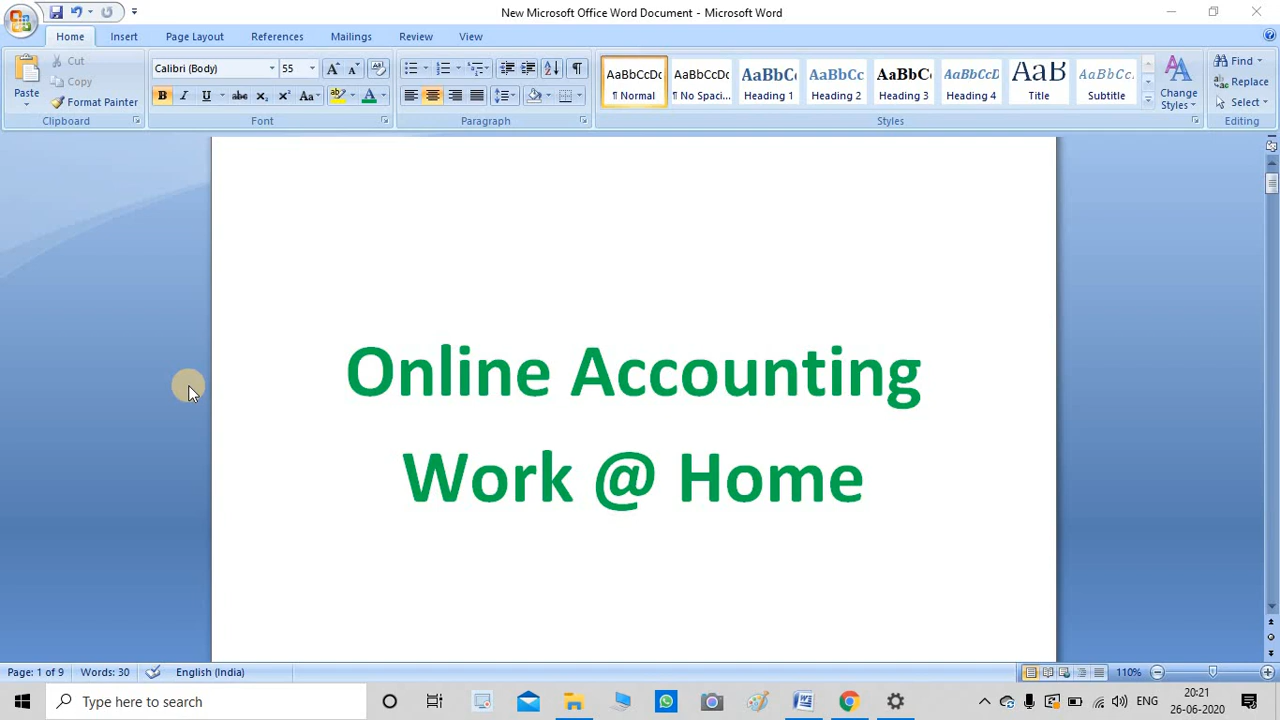 New Microsoft Office Word Document - Microsoft Word
Home Insert Page Layout References Mailings Review View
Paste
Cut
Copy
Format Painter
Clipboard
Calibri (Body) 55
B I U abc X₂ X² Aa
Font
Paragraph
AaBbCcDc AaBbCcDc AaBbC AaBbCc AaBbC AaBbCcD AaB AaBbCc.
¶ Normal ¶ No Spaci... Heading 1 Heading 2 Heading 3 Heading 4 Title Subtitle
Change Styles
Styles
Find
Replace
Select
Editing
Online Accounting
Work @ Home
Page: 1 of 9 Words: 30 English (India) 110%
Type here to search
ENG
20:21
26-06-2020